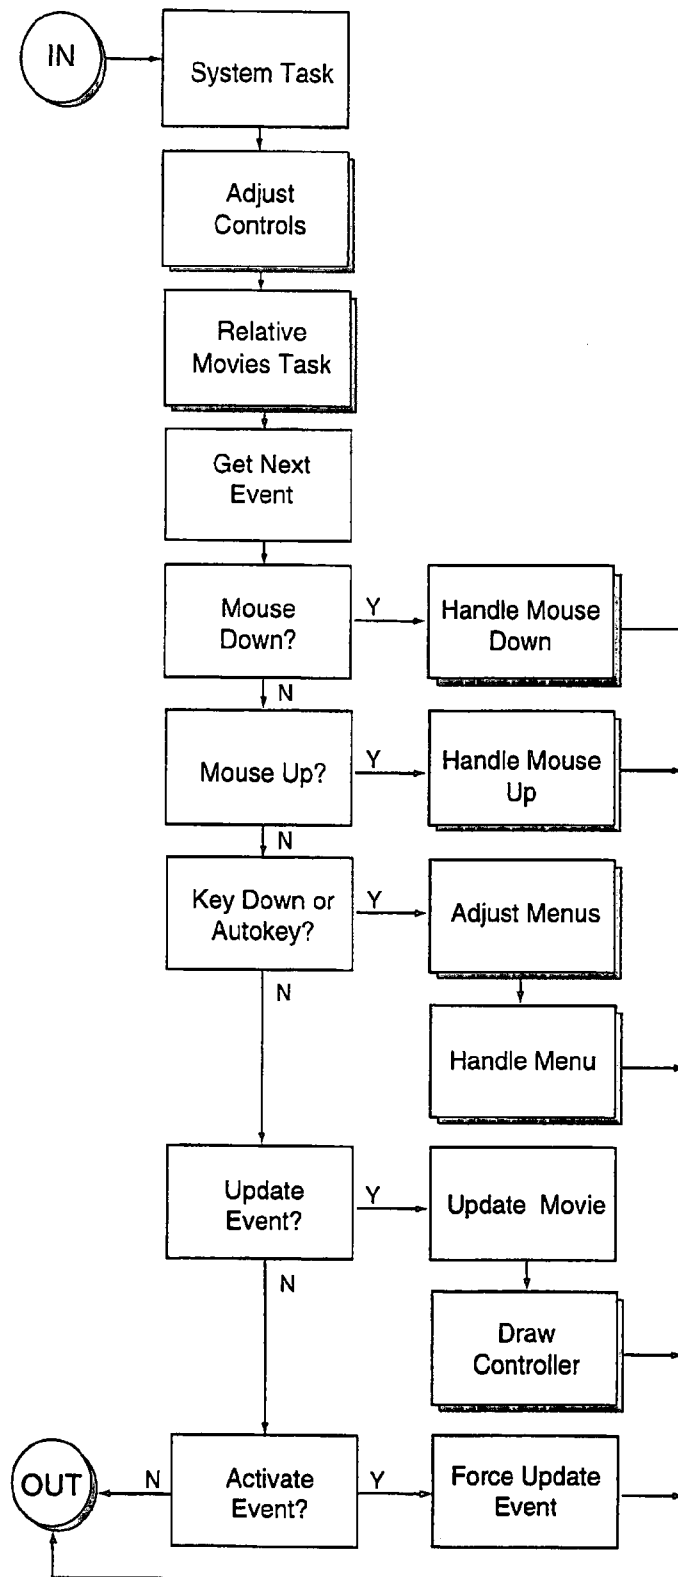 IN
System Task
Adjust
Controls
Relative
Movies Task
Get Next
Event
Mouse
Down?
Y
Handle Mouse
Down
N
Mouse Up?
Y
Handle Mouse
Up
N
Key Down or
Autokey?
Y
Adjust Menus
N
Handle Menu
Update
Event?
Y
Update Movie
N
Draw
Controller
OUT
N
Activate
Event?
Y
Force Update
Event